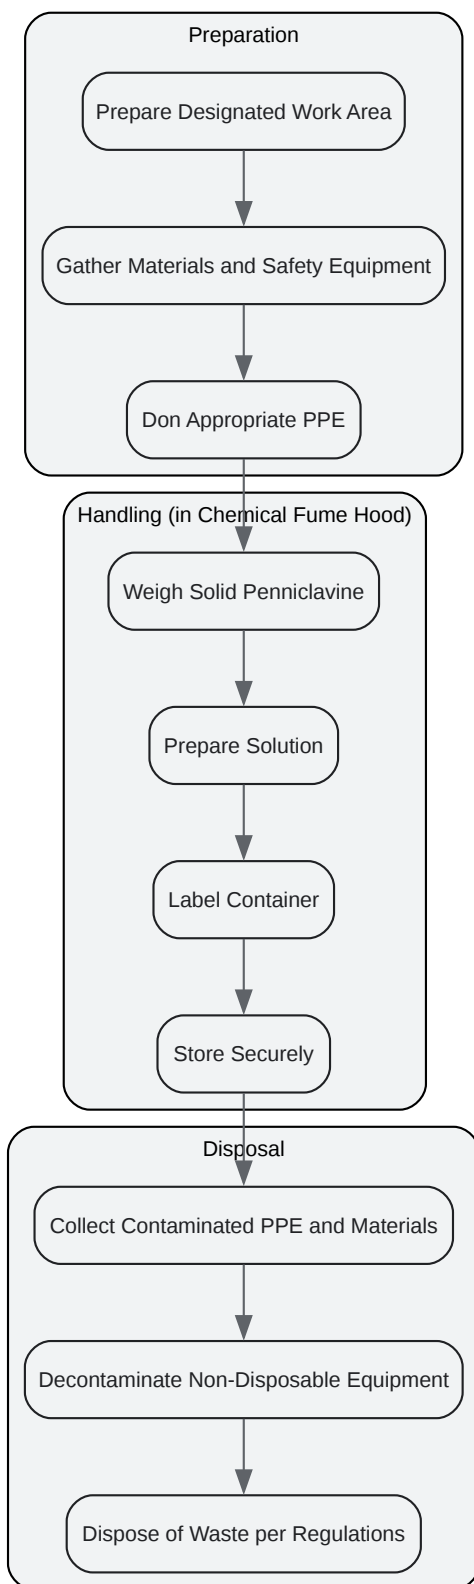 Preparation
Prepare Designated Work Area
Gather Materials and Safety Equipment
Don Appropriate PPE
Handling (in Chemical Fume Hood)
Weigh Solid Penniclavine
Prepare Solution
Label Container
Store Securely
Disposal
Collect Contaminated PPE and Materials
Decontaminate Non-Disposable Equipment
Dispose of Waste per Regulations